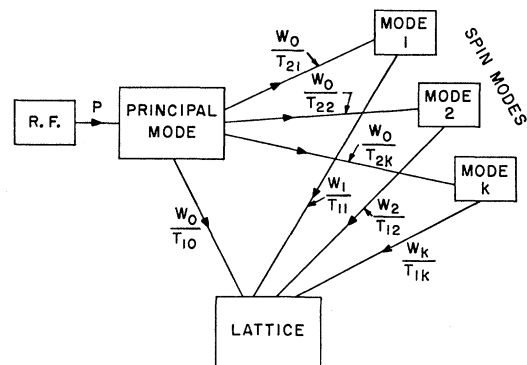 R.F.
P
PRINCIPAL
MODE
W₀/T₂₁
W₀/T₂₂
W₀/T₂ₖ
MODE
1
MODE
2
MODE
k
SPIN MODES
W₀/T₁₀
W₁/T₁₁
W₂/T₁₂
Wₖ/T₁ₖ
LATTICE